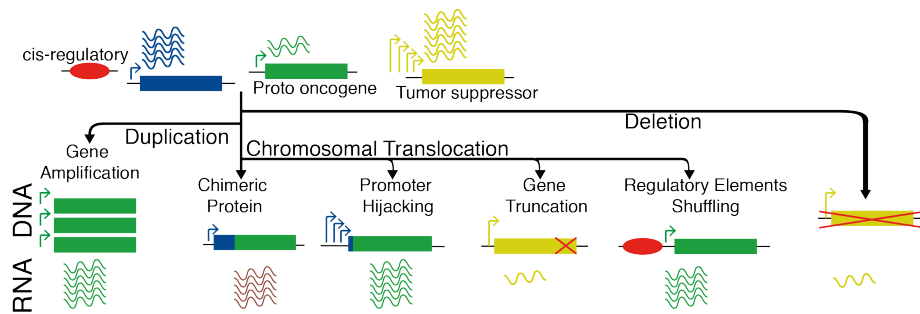 cis-regulatory
Proto oncogene
Tumor suppressor
Duplication
Deletion
Chromosomal Translocation
Gene
Amplification
Chimeric
Protein
Promoter
Hijacking
Gene
Truncation
Regulatory Elements
Shuffling
DNA
RNA